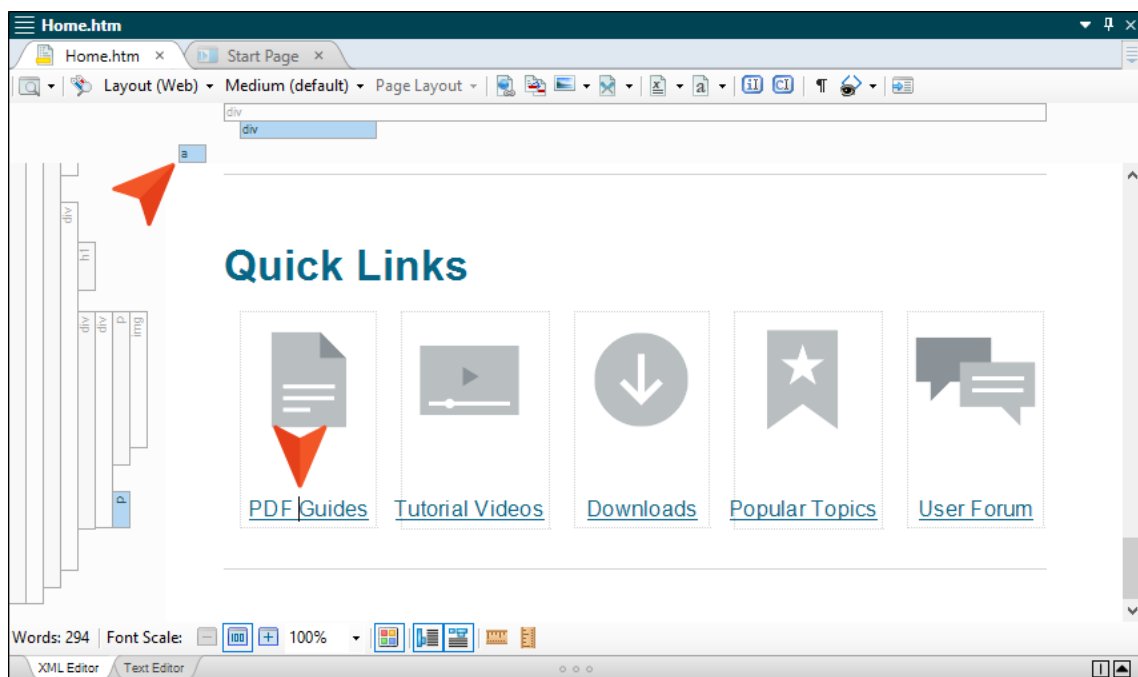 Home.htm
Home.htm × Start Page ×
Layout (Web) Medium (default) Page Layout
div
div
a
div
h1
div div p img
p
Quick Links
PDF Guides Tutorial Videos Downloads Popular Topics User Forum
Words: 294 Font Scale: 100 100%
XML Editor Text Editor